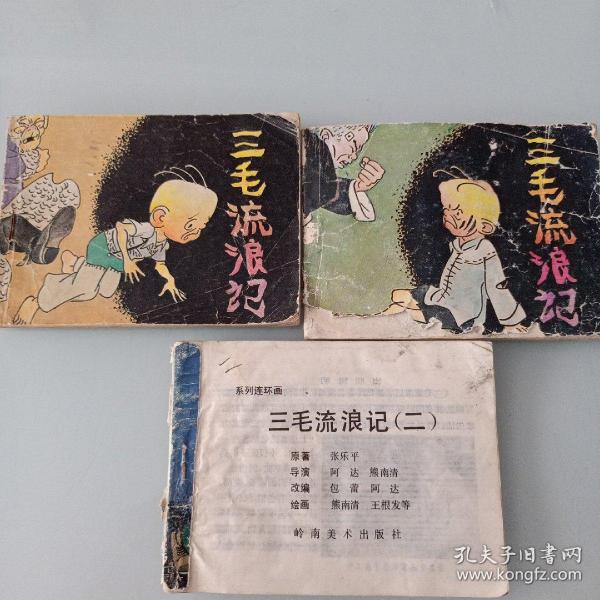 三毛流浪记
三毛流浪记
二
系列连环画
三毛流浪记（二）
原著 张乐平
导演 阿达 熊南清
改编 包蕾 阿达
绘画 熊南清 王根发等
岭南美术出版社
孔夫子旧书网
www.kongfz.com